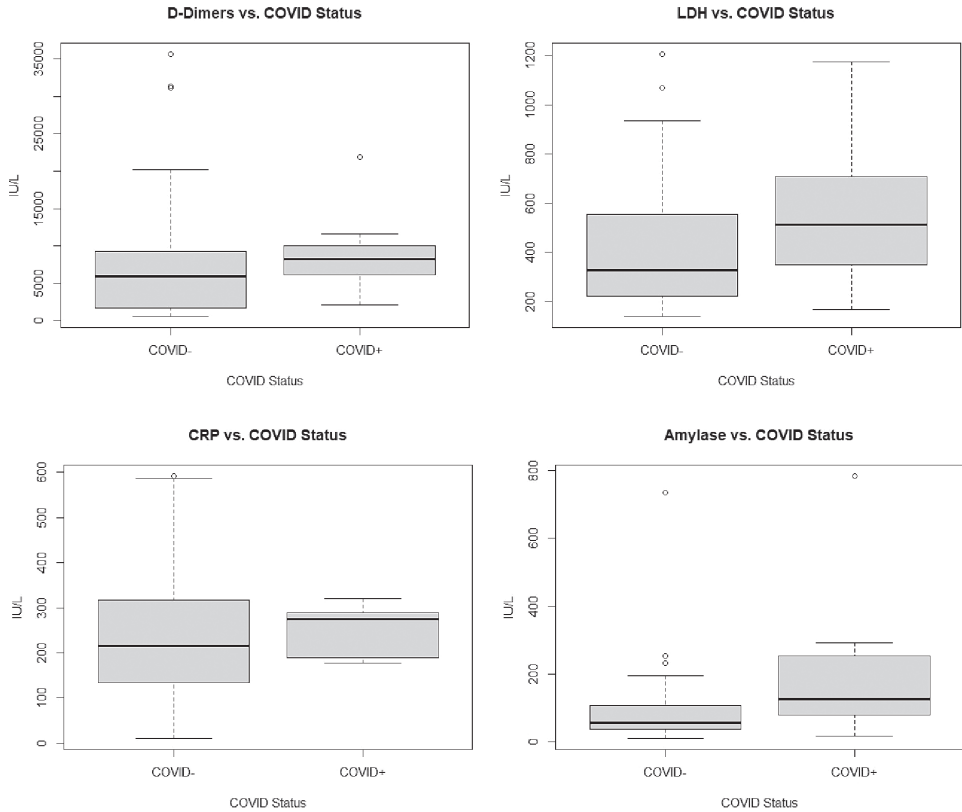 D-Dimers vs. COVID Status
IU/L
35000
25000
15000
5000
0
COVID-
COVID+
COVID Status
LDH vs. COVID Status
IU/L
1200
1000
800
600
400
200
COVID-
COVID+
COVID Status
CRP vs. COVID Status
IU/L
600
500
400
300
200
100
0
COVID-
COVID+
COVID Status
Amylase vs. COVID Status
IU/L
800
600
400
200
0
COVID-
COVID+
COVID Status